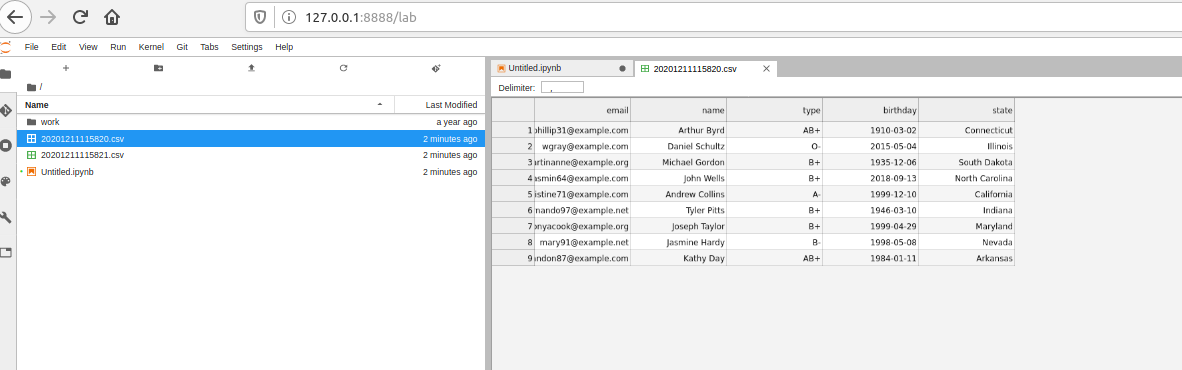 127.0.0.1:8888/lab
File Edit View Run Kernel Git Tabs Settings Help
/
Name Last Modified
work a year ago
20201211115820.csv 2 minutes ago
20201211115821.csv 2 minutes ago
Untitled.ipynb 2 minutes ago
Untitled.ipynb 20201211115820.csv
Delimiter: ,
email name type birthday state
1 phillip31@example.com Arthur Byrd AB+ 1910-03-02 Connecticut
2 wgray@example.com Daniel Schultz O- 2015-05-04 Illinois
3 artinanne@example.org Michael Gordon B+ 1935-12-06 South Dakota
4 asmin64@example.com John Wells B+ 2018-09-13 North Carolina
5 istine71@example.com Andrew Collins A- 1999-12-10 California
6 nando97@example.net Tyler Pitts B+ 1946-03-10 Indiana
7 onyacook@example.org Joseph Taylor B+ 1999-04-29 Maryland
8 mary91@example.net Jasmine Hardy B- 1998-05-08 Nevada
9 andon87@example.com Kathy Day AB+ 1984-01-11 Arkansas